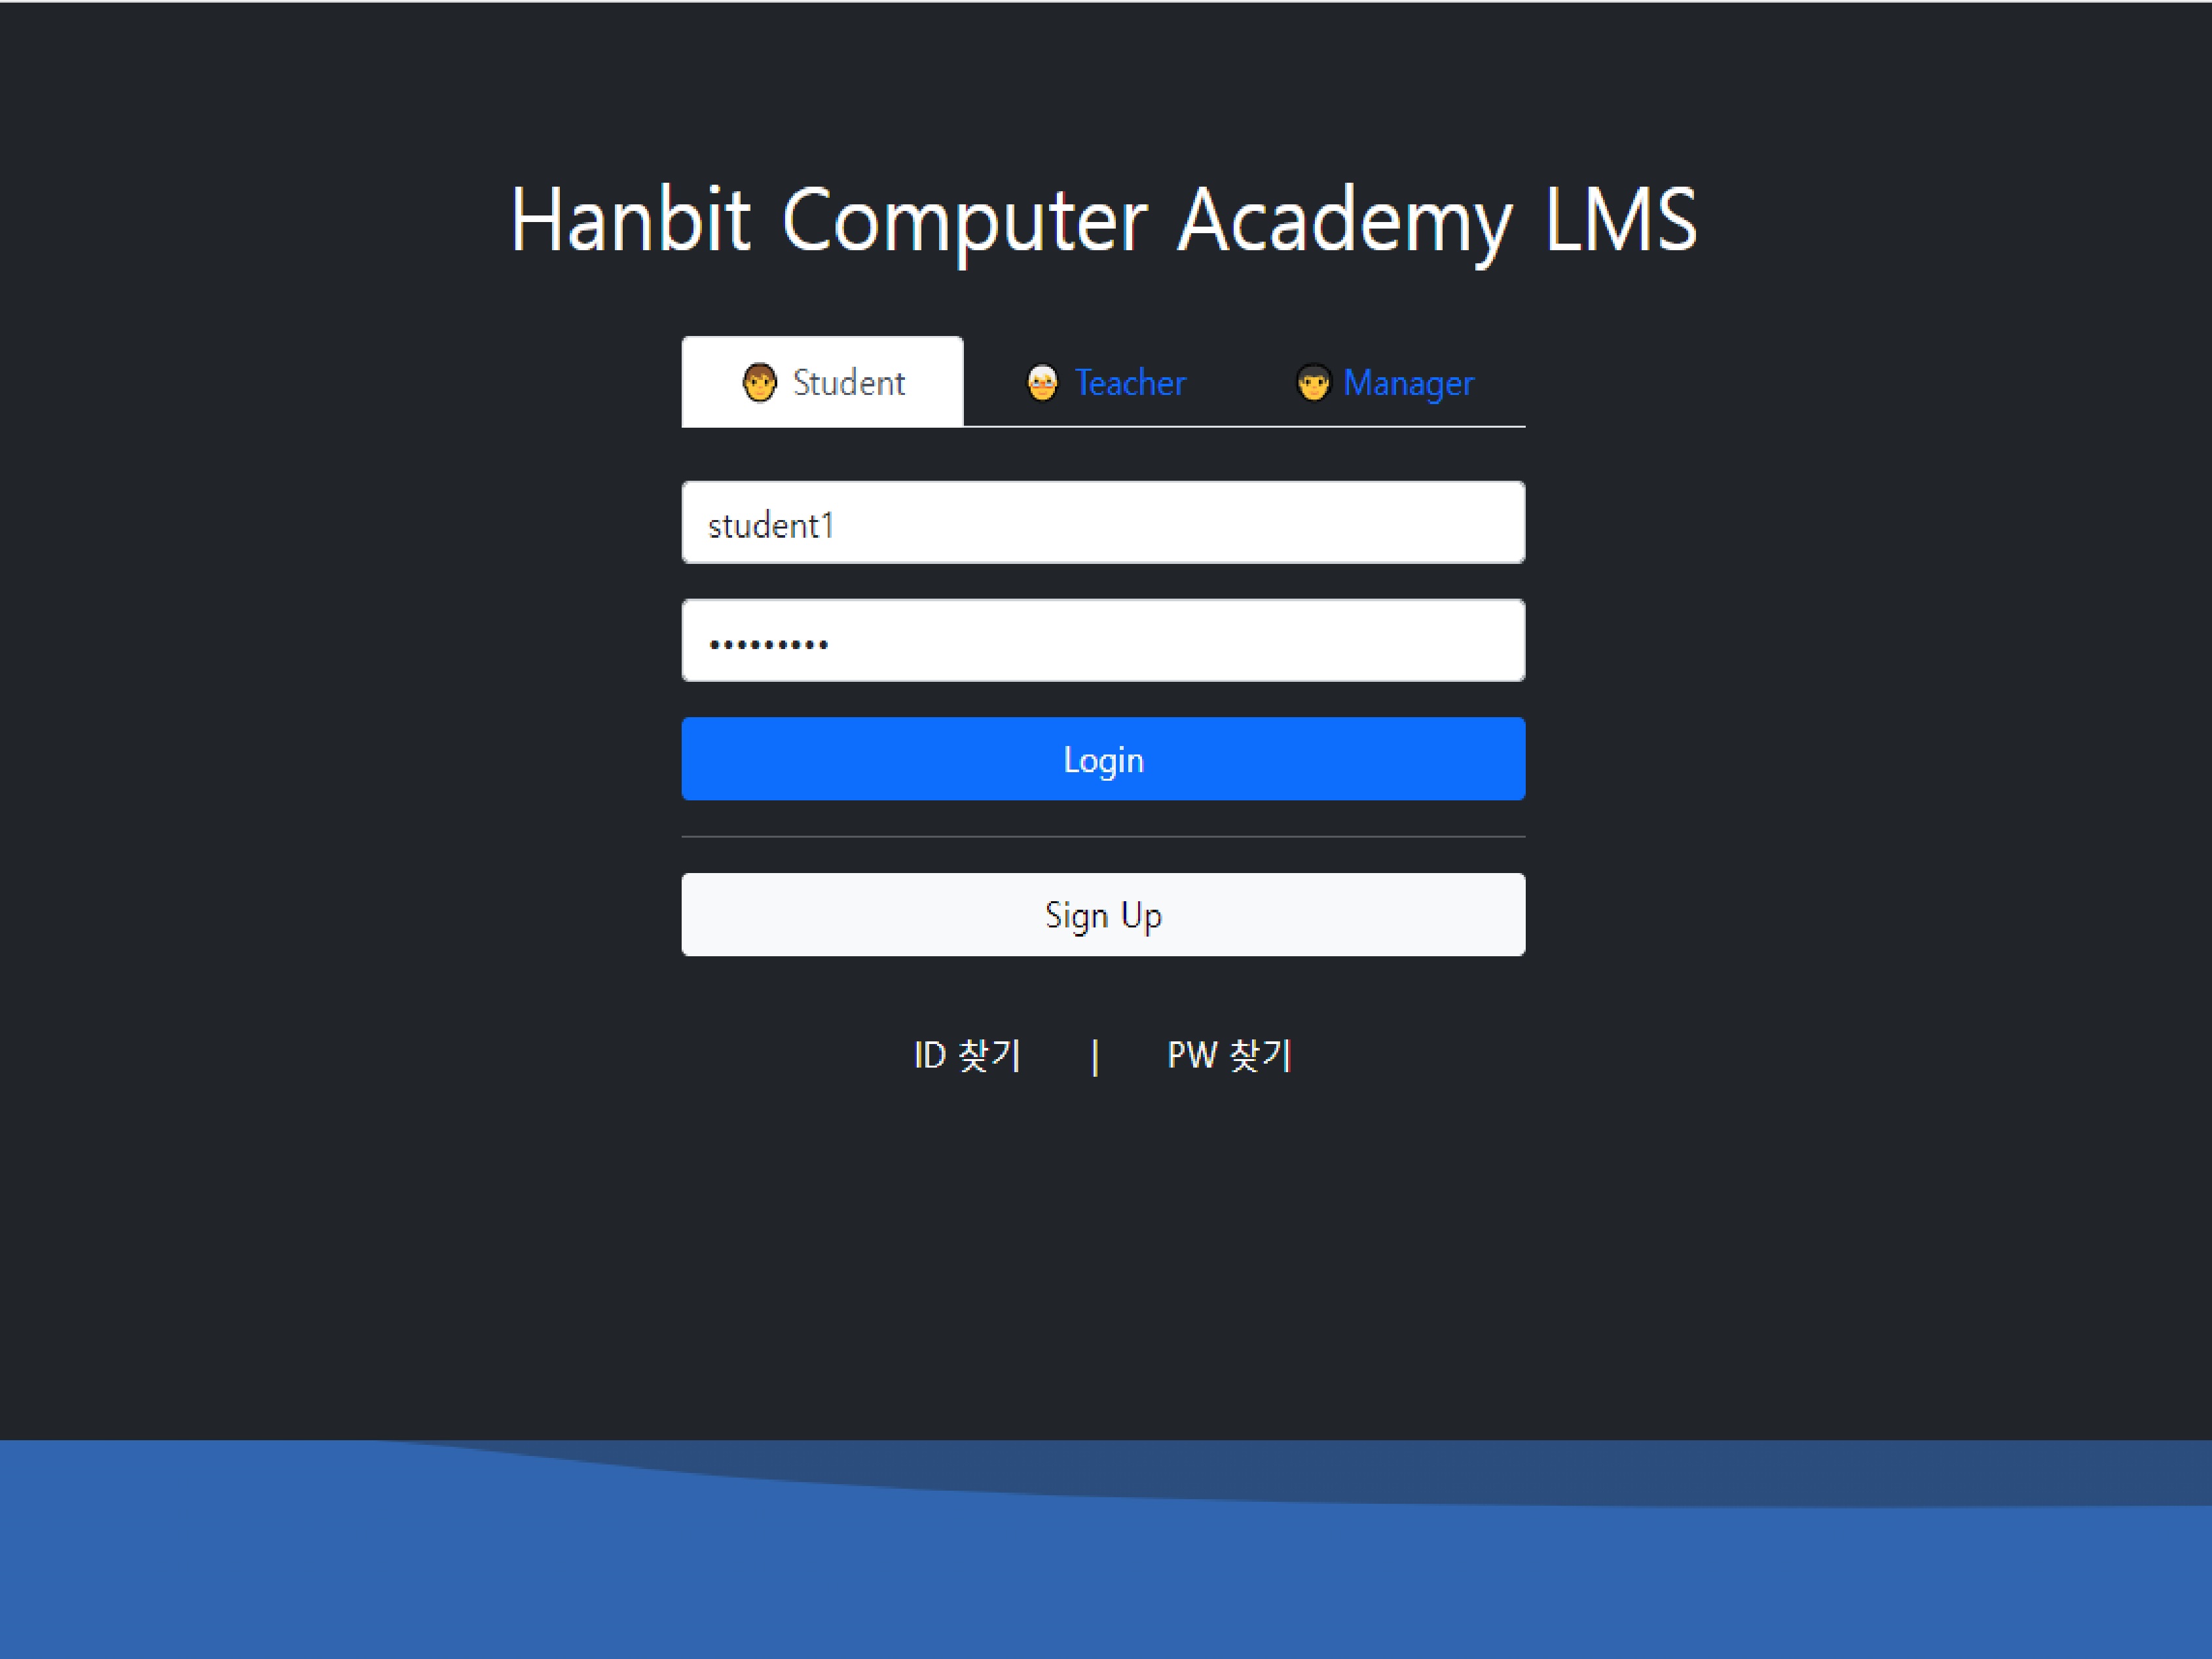 Hanbit Computer Academy LMS
Student Teacher Manager
student1
•••••••••
Login
Sign Up
ID 찾기 | PW 찾기